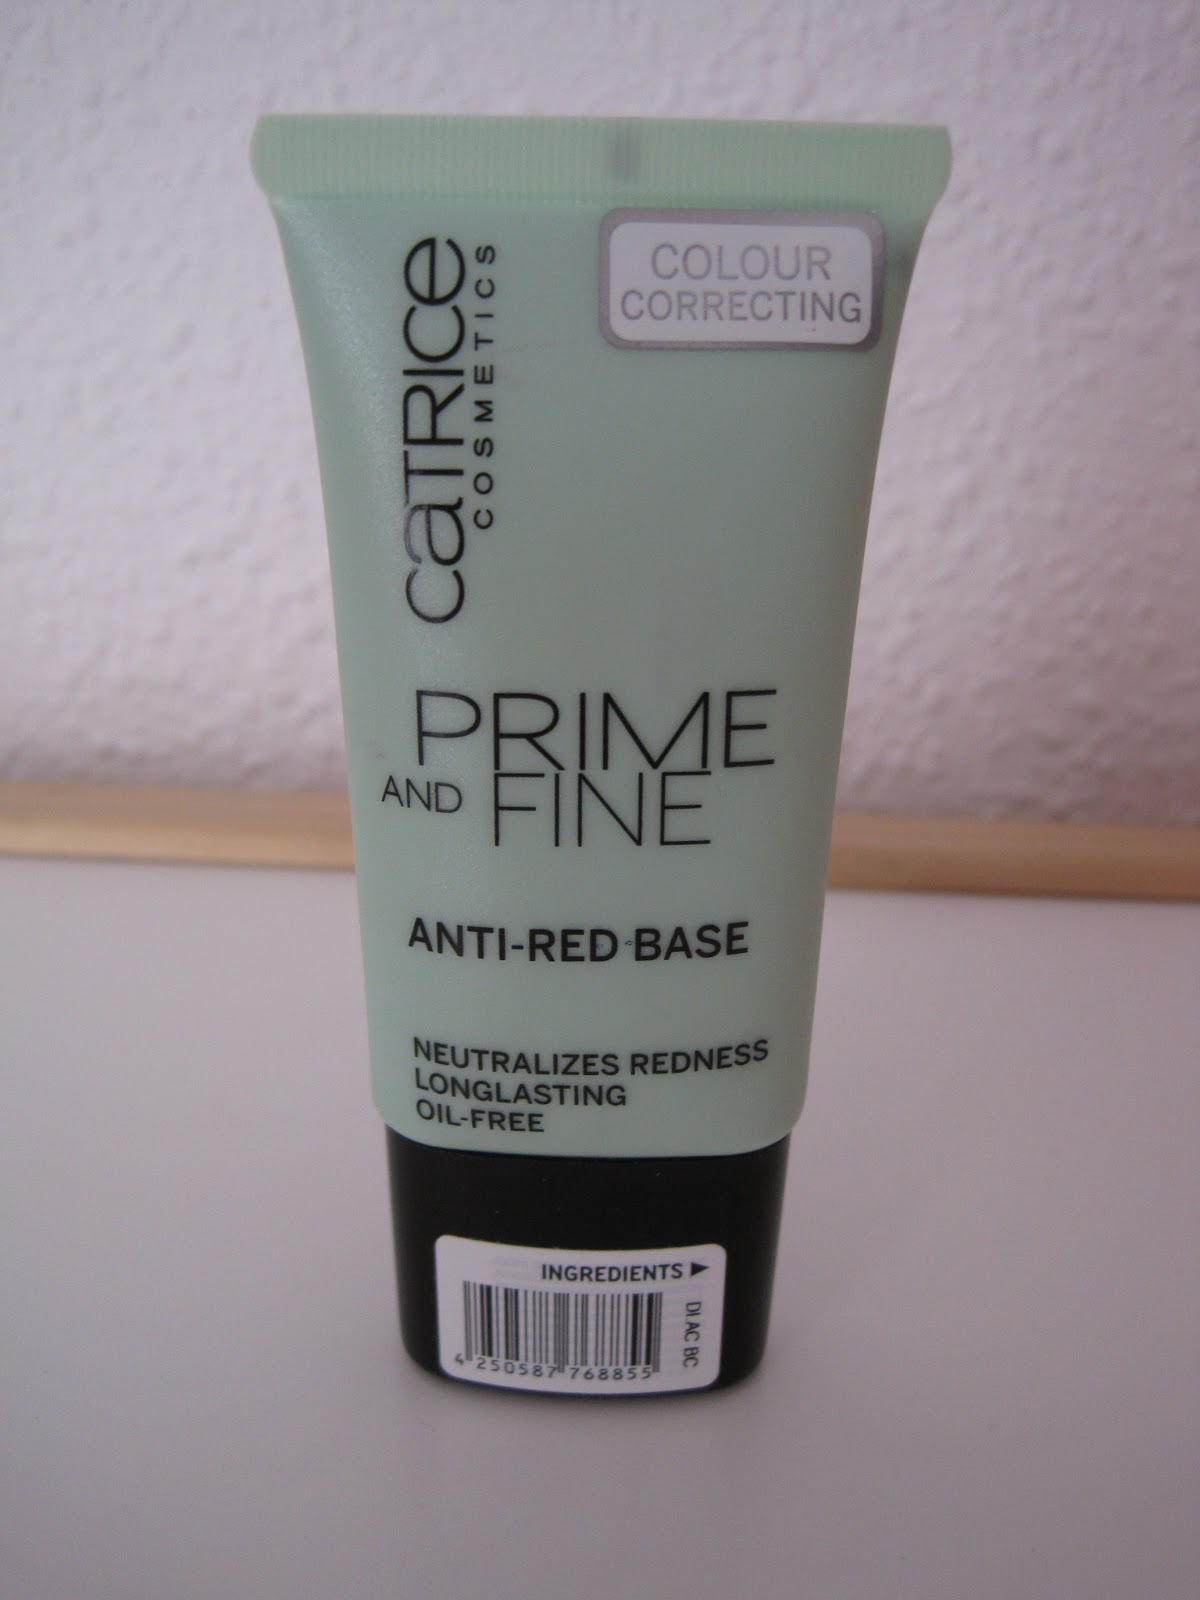 COLOUR
CORRECTING
CATRICE
COSMETICS
PRIME
AND FINE
ANTI-RED BASE
NEUTRALIZES REDNESS
LONGLASTING
OIL-FREE
INGREDIENTS ►
DI.AC BC
4 250587 768855